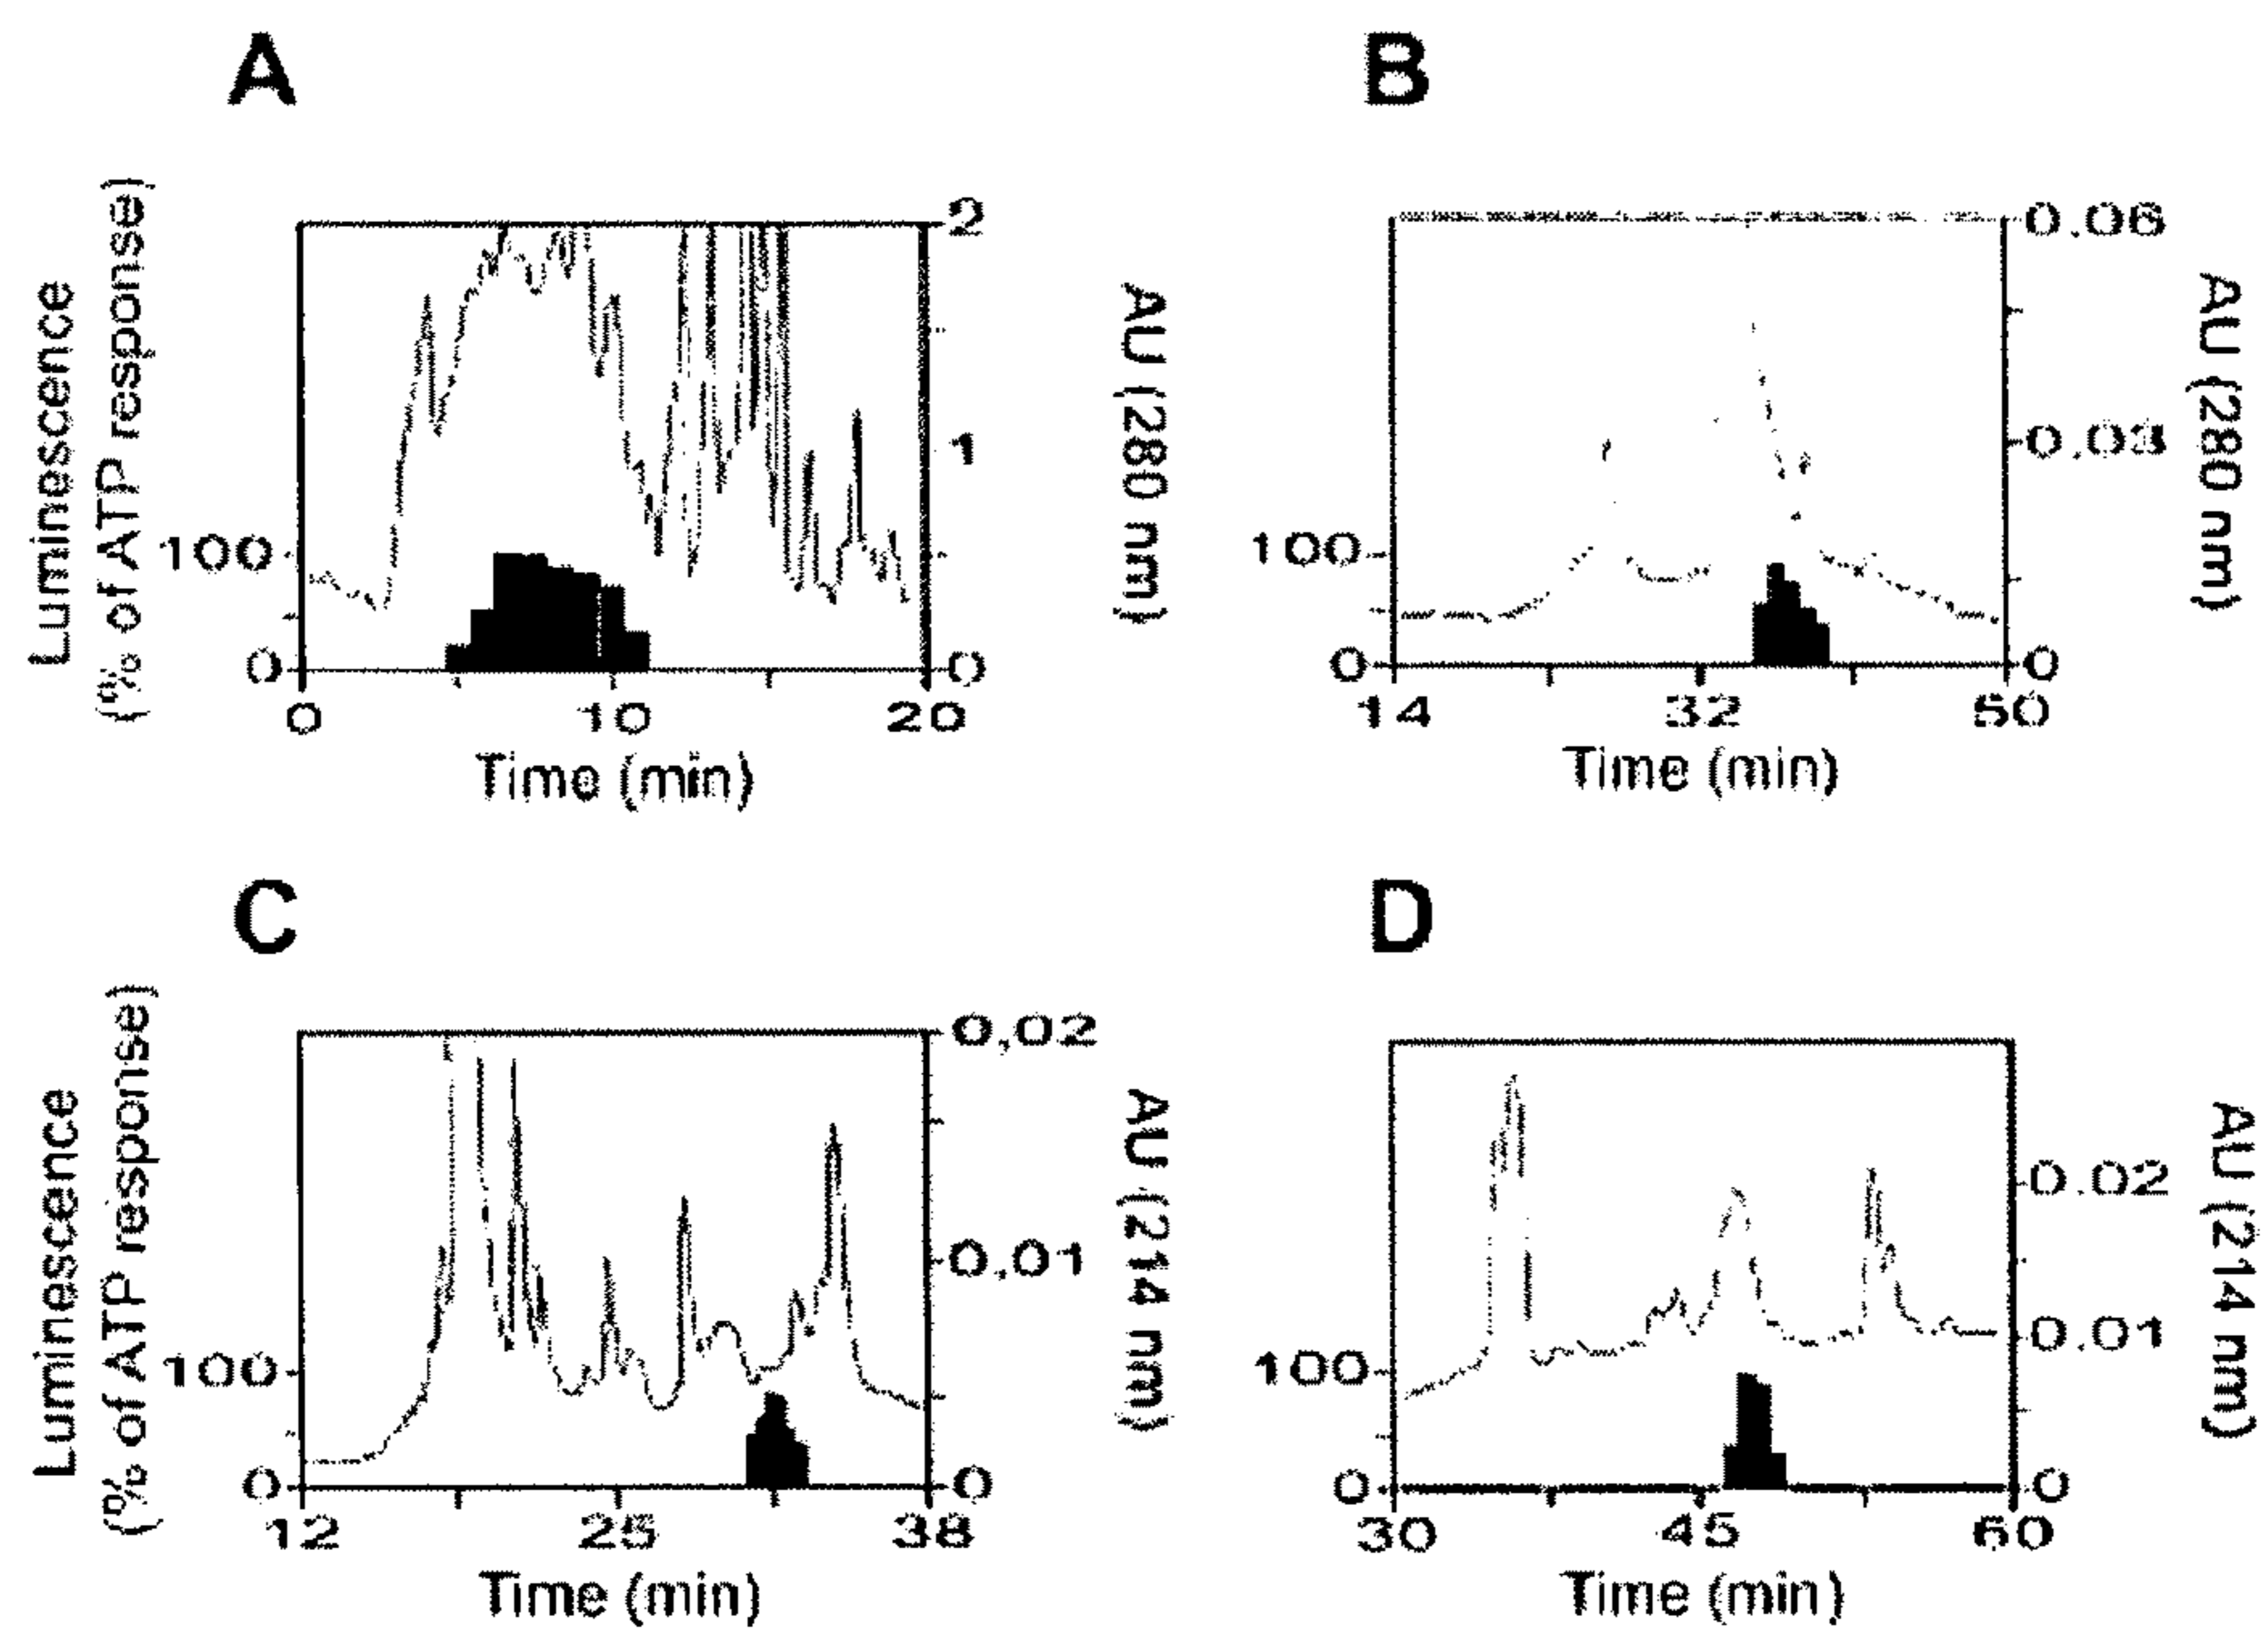 A
B
Luminescence
(% of ATP response)
2
1
0
100
0
AU (280 nm)
0 10 20
Time (min)
100
0
0.06
0.03
0
AU (280 nm)
14 32 50
Time (min)
C
D
Luminescence
(% of ATP response)
0,02
0,01
0
100
0
AU (214 nm)
12 25 38
Time (min)
100
0
0.02
0.01
0
AU (214 nm)
30 45 60
Time (min)